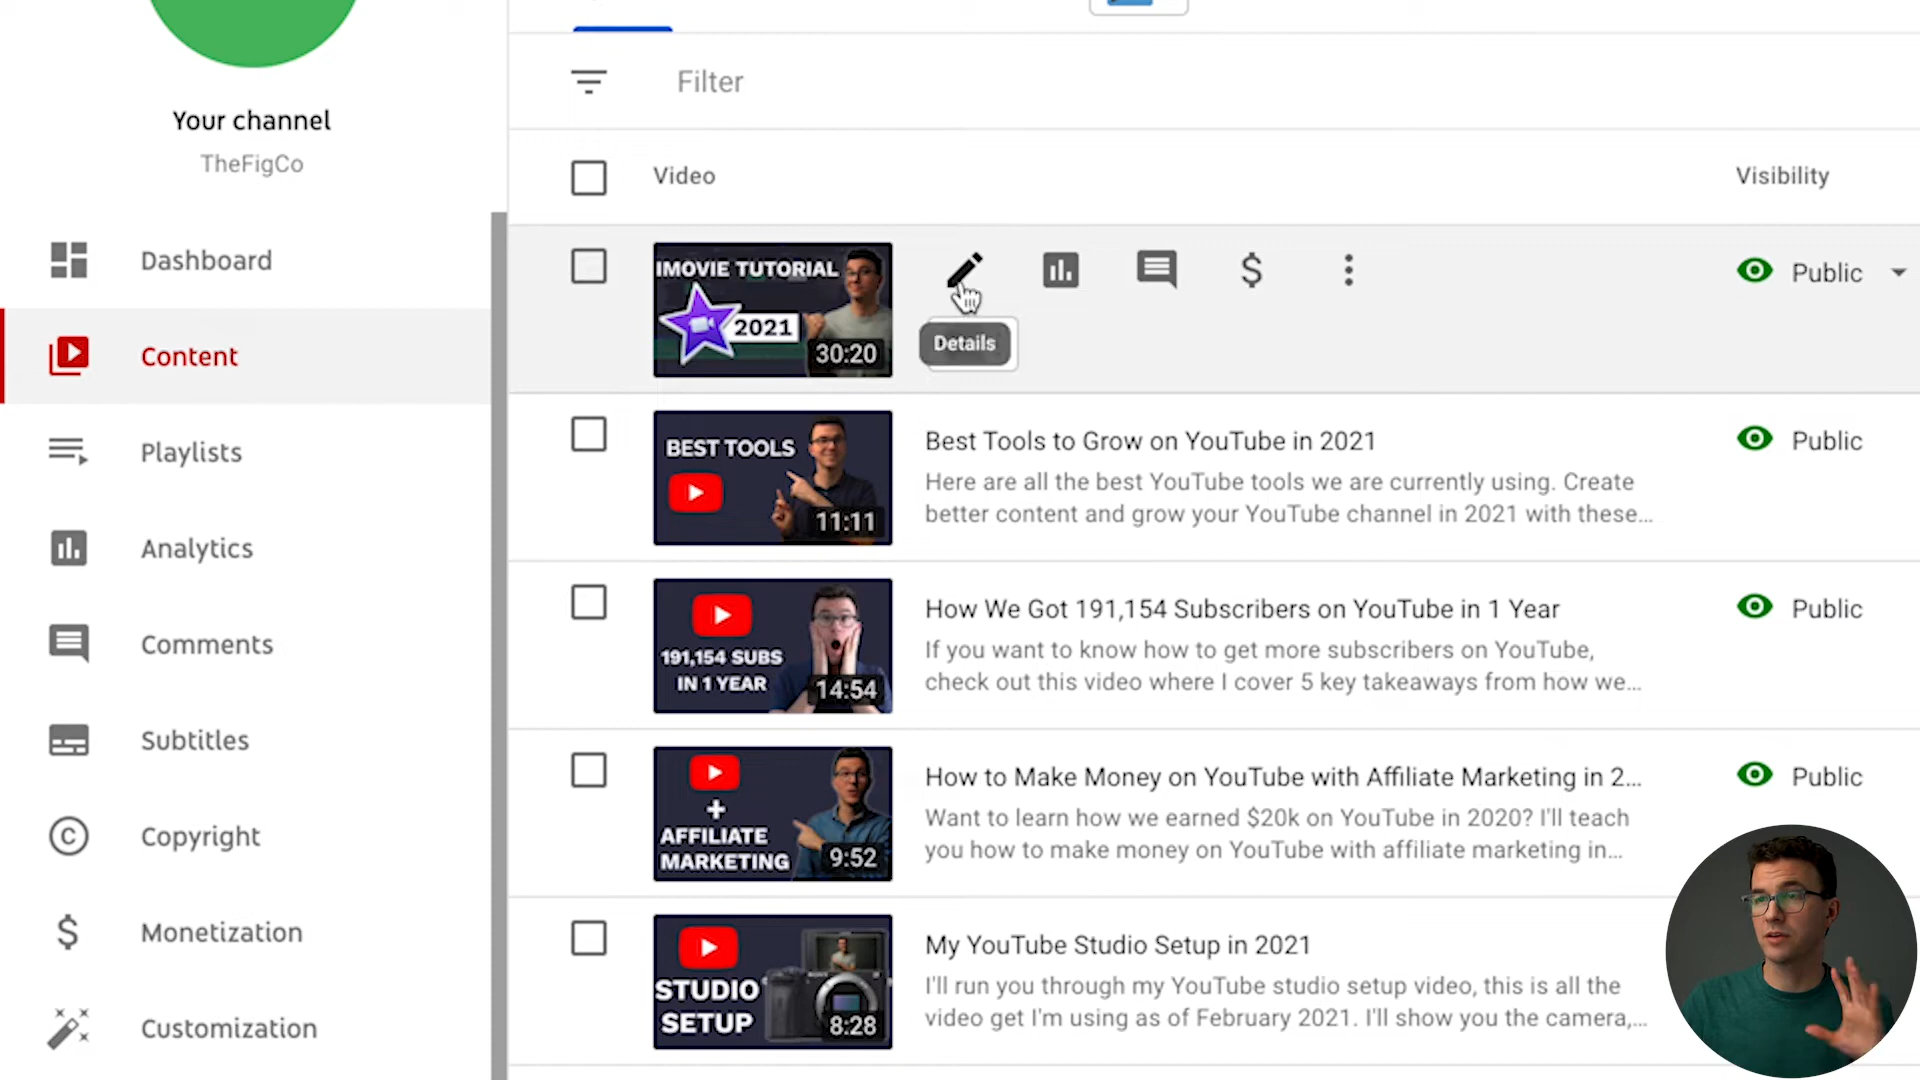 Your channel
TheFigCo
Dashboard
Content
Playlists
Analytics
Comments
Subtitles
Copyright
Monetization
Customization
Filter
Video
Visibility
IMOVIE TUTORIAL
2021
30:20
Details
Public
BEST TOOLS
11:11
Best Tools to Grow on YouTube in 2021
Here are all the best YouTube tools we are currently using. Create
better content and grow your YouTube channel in 2021 with these...
Public
191,154 SUBS
IN 1 YEAR
14:54
How We Got 191,154 Subscribers on YouTube in 1 Year
If you want to know how to get more subscribers on YouTube,
check out this video where I cover 5 key takeaways from how we...
Public
+
AFFILIATE
MARKETING
9:52
How to Make Money on YouTube with Affiliate Marketing in 2...
Want to learn how we earned $20k on YouTube in 2020? I'll teach
you how to make money on YouTube with affiliate marketing in...
Public
STUDIO
SETUP
8:28
My YouTube Studio Setup in 2021
I'll run you through my YouTube studio setup video, this is all the
video get I'm using as of February 2021. I'll show you the camera,...